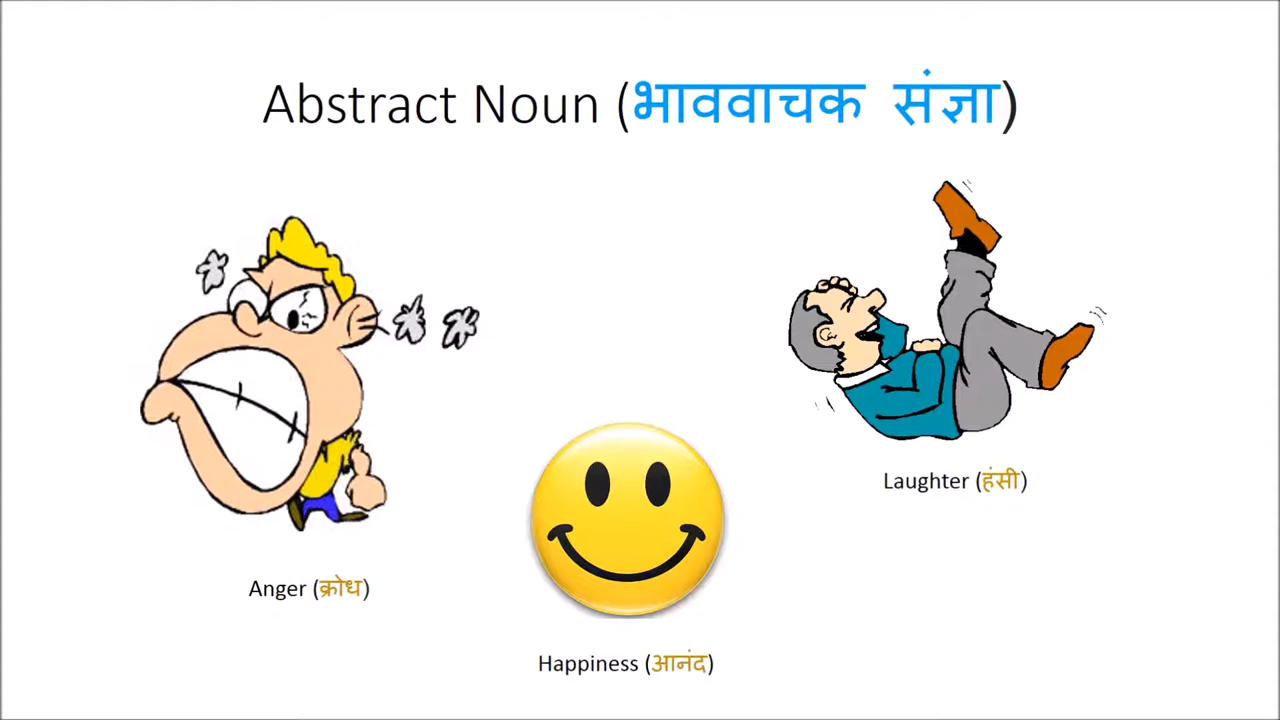 Abstract Noun (भाववाचक संज्ञा)
Laughter (हंसी)
Anger (क्रोध)
Happiness (आनंद)